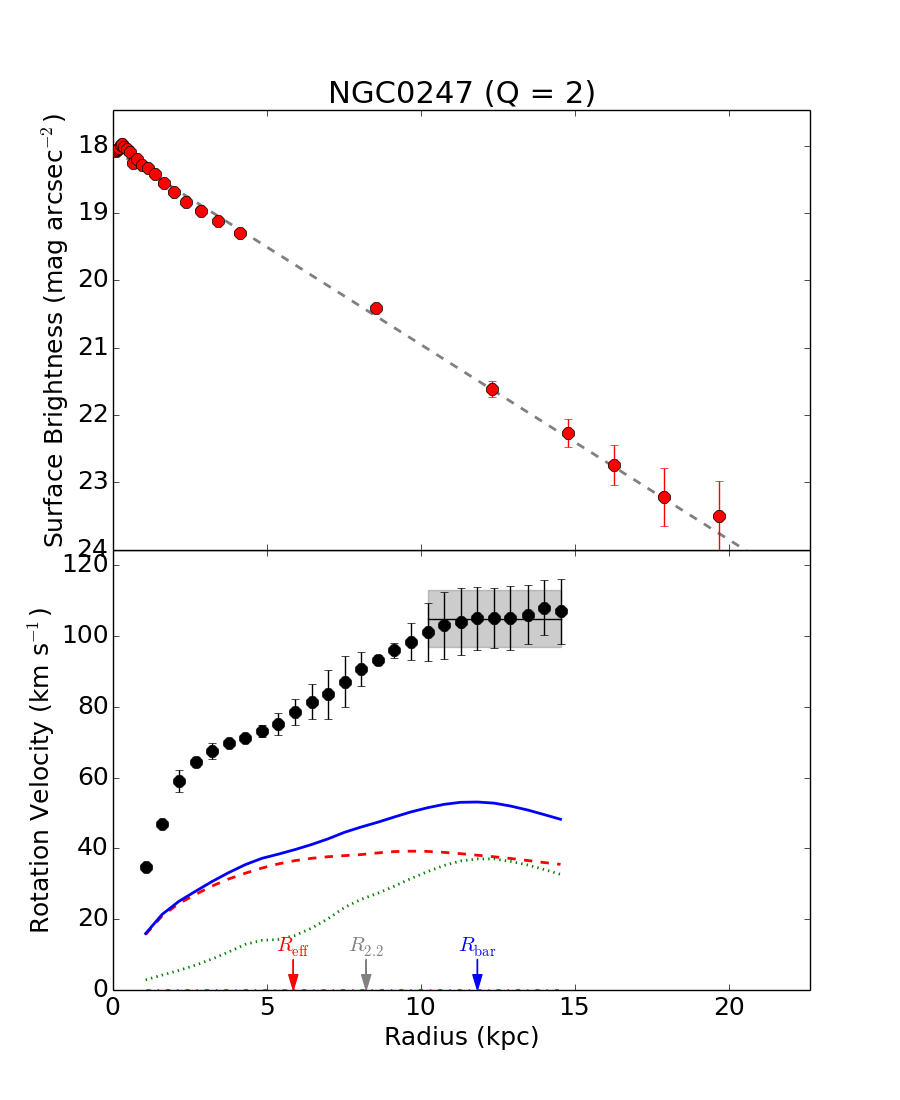 NGC0247 (Q = 2)
Surface Brightness (mag arcsec⁻²)
18
19
20
21
22
23
24
Rotation Velocity (km s⁻¹)
120
100
80
60
40
20
0
R_eff R_2.2 R_bar
0 5 10 15 20
Radius (kpc)